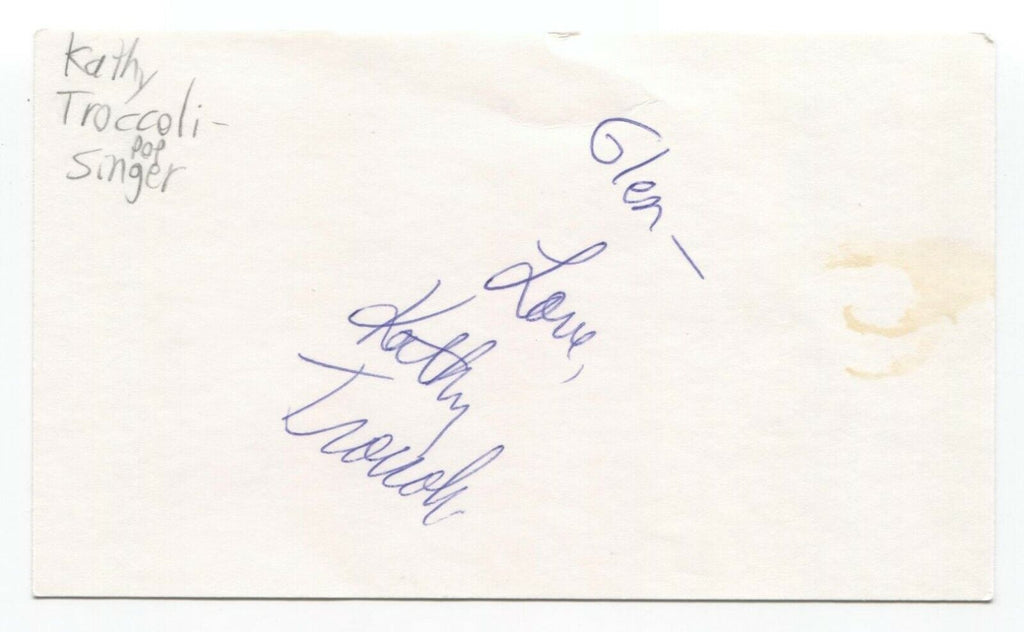 Kathy
Troccoli-
pop
Singer
Glen-
Love,
Kathy
Troccoli